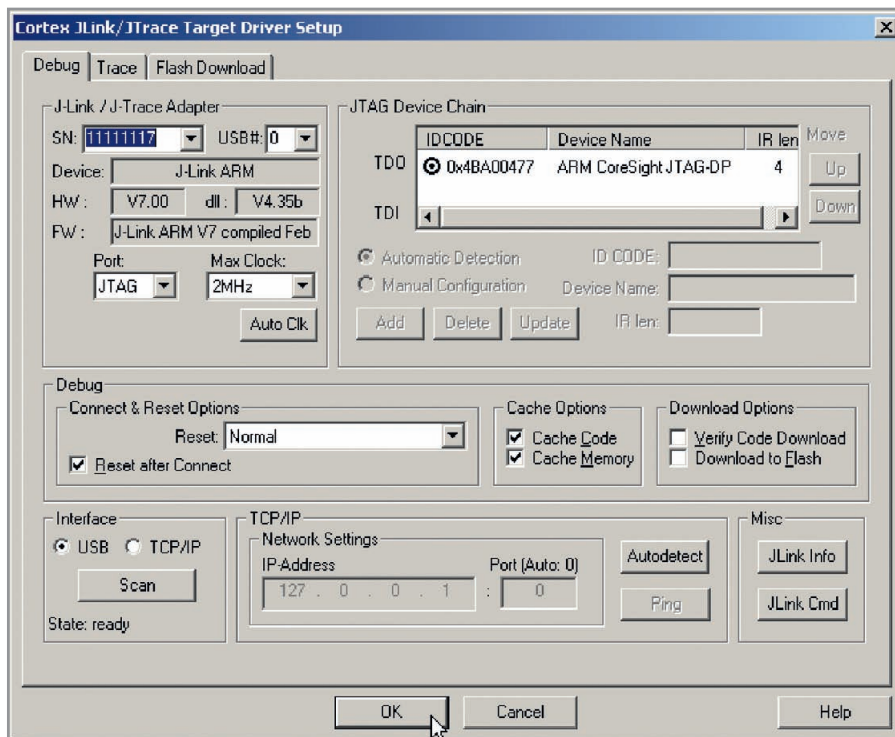 Cortex JLink/JTrace Target Driver Setup
Debug Trace Flash Download
J-Link / J-Trace Adapter
SN: 11111117 USB#: 0
Device: J-Link ARM
HW : V7.00 dll : V4.35b
FW : J-Link ARM V7 compiled Feb
Port: Max Clock:
JTAG 2MHz
Auto Clk
JTAG Device Chain
IDCODE Device Name IR len Move
TDO 0x4BA00477 ARM CoreSight JTAG-DP 4 Up
TDI Down
Automatic Detection ID CODE:
Manual Configuration Device Name:
Add Delete Update IR len:
Debug
Connect & Reset Options
Reset: Normal
Reset after Connect
Cache Options
Cache Code
Cache Memory
Download Options
Verify Code Download
Download to Flash
Interface
USB TCP/IP
Scan
State: ready
TCP/IP
Network Settings
IP-Address Port (Auto: 0)
127 . 0 . 0 . 1 : 0
Autodetect
Ping
Misc
JLink Info
JLink Cmd
OK Cancel Help